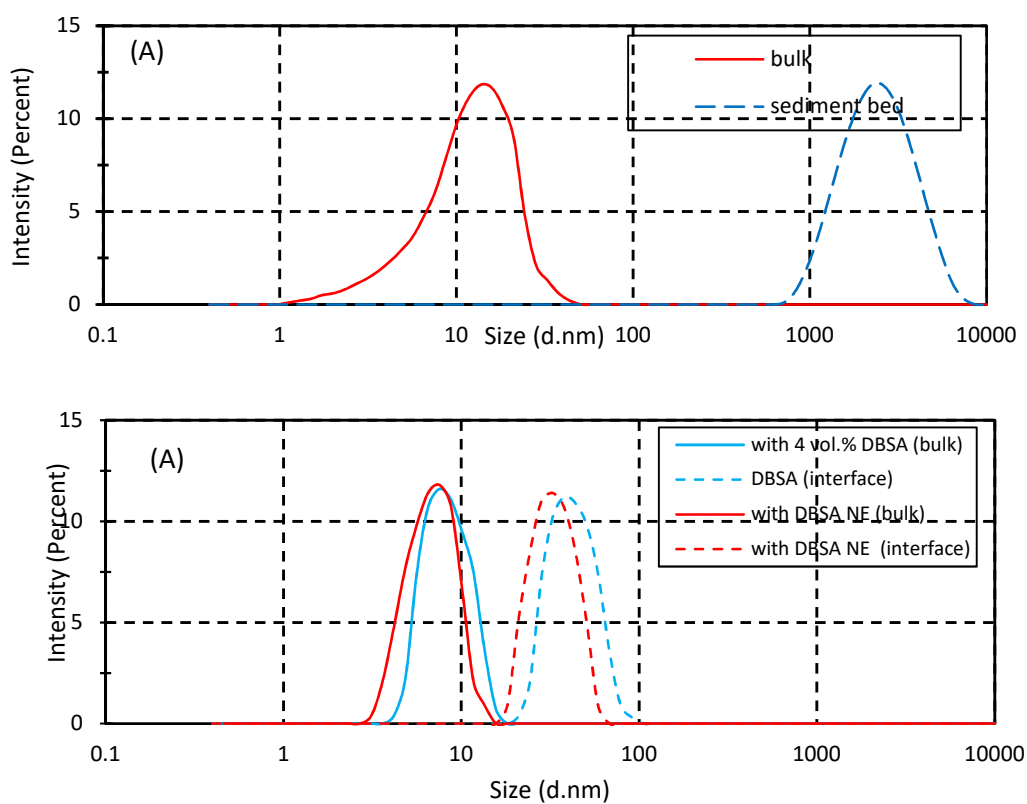 15
(A)
bulk
sediment bed
10
5
0
Intensity (Percent)
0.1 1 10 100 1000 10000
Size (d.nm)
15
(A)
with 4 vol.% DBSA (bulk)
DBSA (interface)
with DBSA NE (bulk)
with DBSA NE (interface)
10
5
0
Intensity (Percent)
0.1 1 10 100 1000 10000
Size (d.nm)